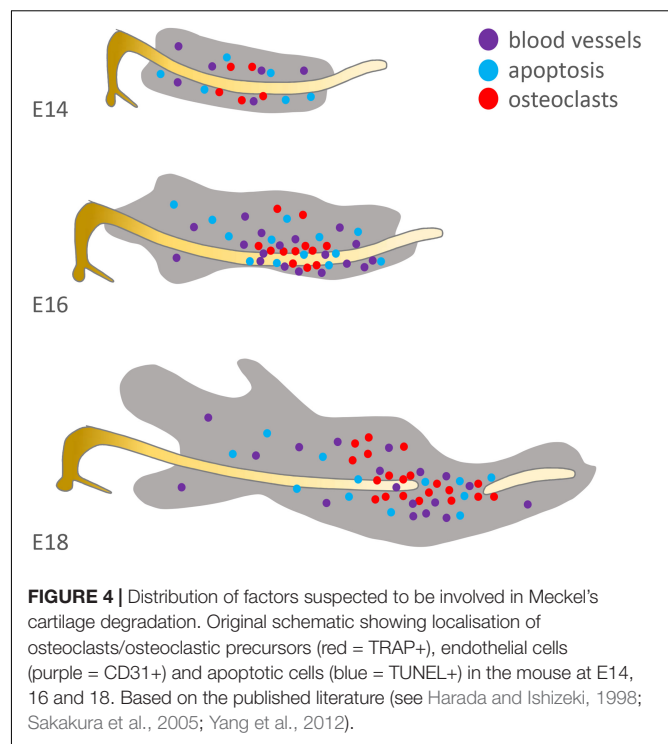 blood vessels
apoptosis
osteoclasts
E14
E16
E18
FIGURE 4 | Distribution of factors suspected to be involved in Meckel's
cartilage degradation. Original schematic showing localisation of
osteoclasts/osteoclastic precursors (red = TRAP+), endothelial cells
(purple = CD31+) and apoptotic cells (blue = TUNEL+) in the mouse at E14,
16 and 18. Based on the published literature (see Harada and Ishizeki, 1998;
Sakakura et al., 2005; Yang et al., 2012).